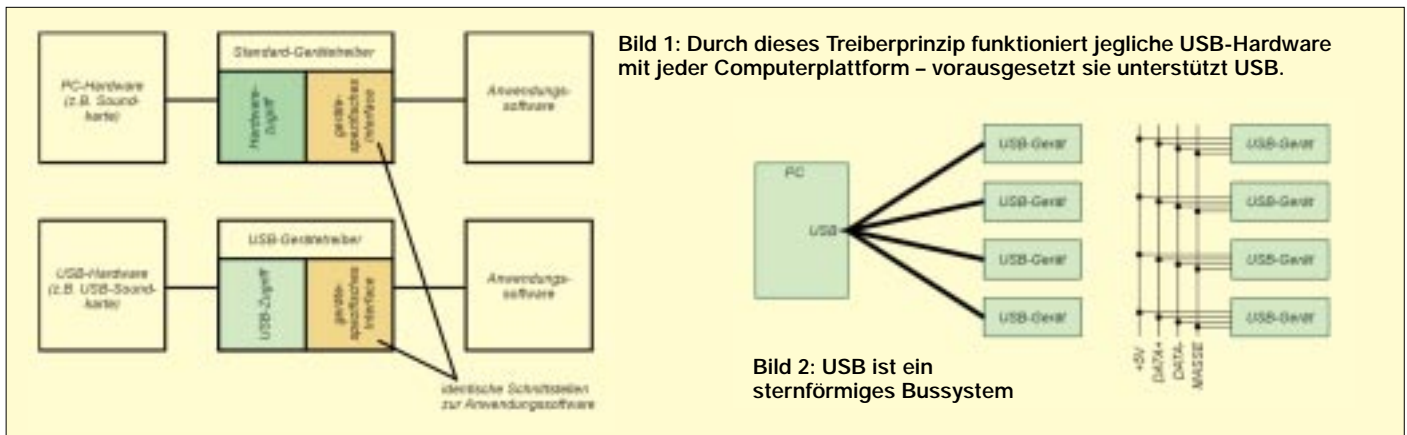 Bild 1: Durch dieses Treiberprinzip funktioniert jegliche USB-Hardware
mit jeder Computerplattform – vorausgesetzt sie unterstützt USB.
PC-Hardware
(z.B. Sound-
karte)
Standard-Gerätetreiber
Hardware-
zugriff
geräte-
spezifisches
Interface
Anwendungs-
software
USB-Hardware
(z.B. USB-Sound-
karte)
USB-Gerätetreiber
USB-Zugriff
geräte-
spezifisches
Interface
Anwendungs-
software
identische Schnittstellen
zur Anwendungssoftware
PC
USB
USB-Gerät
USB-Gerät
USB-Gerät
USB-Gerät
USB-Gerät
USB-Gerät
USB-Gerät
USB-Gerät
+5V
DATA+
DATA-
MASSE
Bild 2: USB ist ein
sternförmiges Bussystem